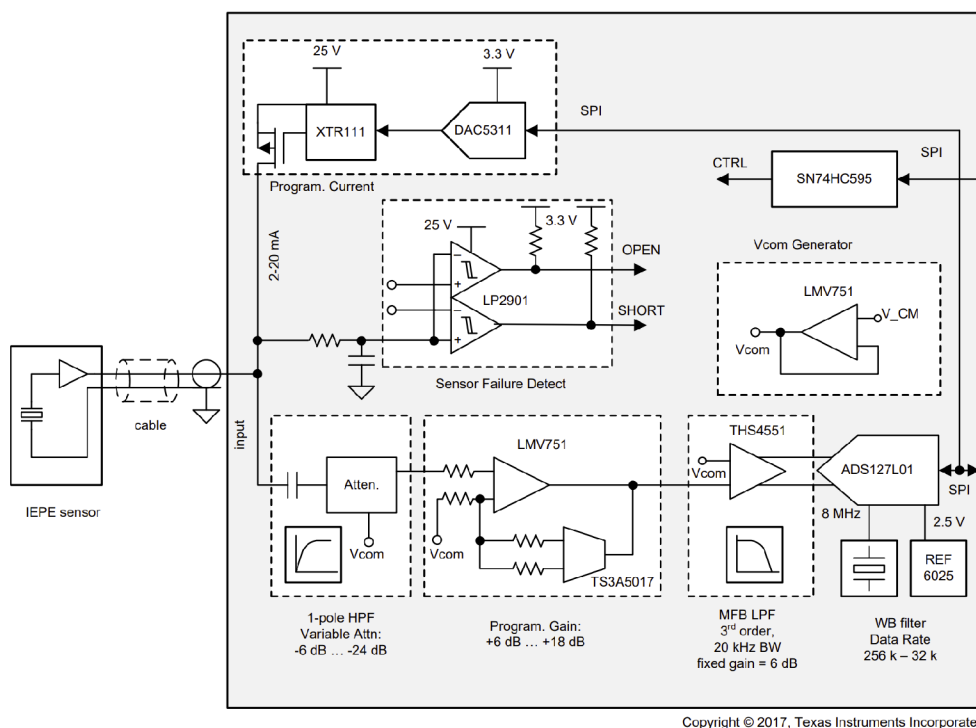 25 V
3.3 V
XTR111
DAC5311
SPI
Program. Current
CTRL
SN74HC595
SPI
2-20 mA
25 V
3.3 V
OPEN
LP2901
SHORT
Sensor Failure Detect
Vcom Generator
LMV751
V_CM
Vcom
cable
IEPE sensor
input
Atten.
Vcom
LMV751
Vcom
TS3A5017
THS4551
Vcom
ADS127L01
SPI
8 MHz
2.5 V
REF
6025
1-pole HPF
Variable Attn:
-6 dB ... -24 dB
Program. Gain:
+6 dB ... +18 dB
MFB LPF
3rd order,
20 kHz BW
fixed gain = 6 dB
WB filter
Data Rate
256 k – 32 k
Copyright © 2017, Texas Instruments Incorporate